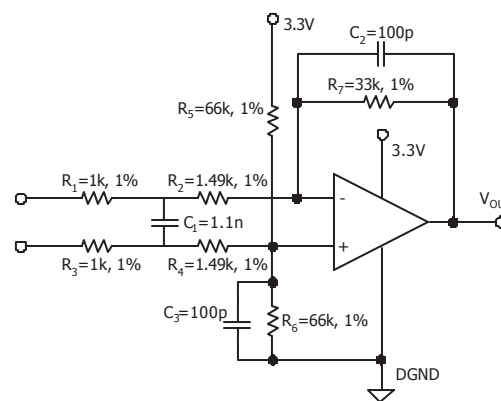 3.3V
C2=100p
R5=66k, 1%
R7=33k, 1%
3.3V
R1=1k, 1%
R2=1.49k, 1%
-
VOU
C1=1.1n
+
R3=1k, 1%
R4=1.49k, 1%
C3=100p
R6=66k, 1%
DGND